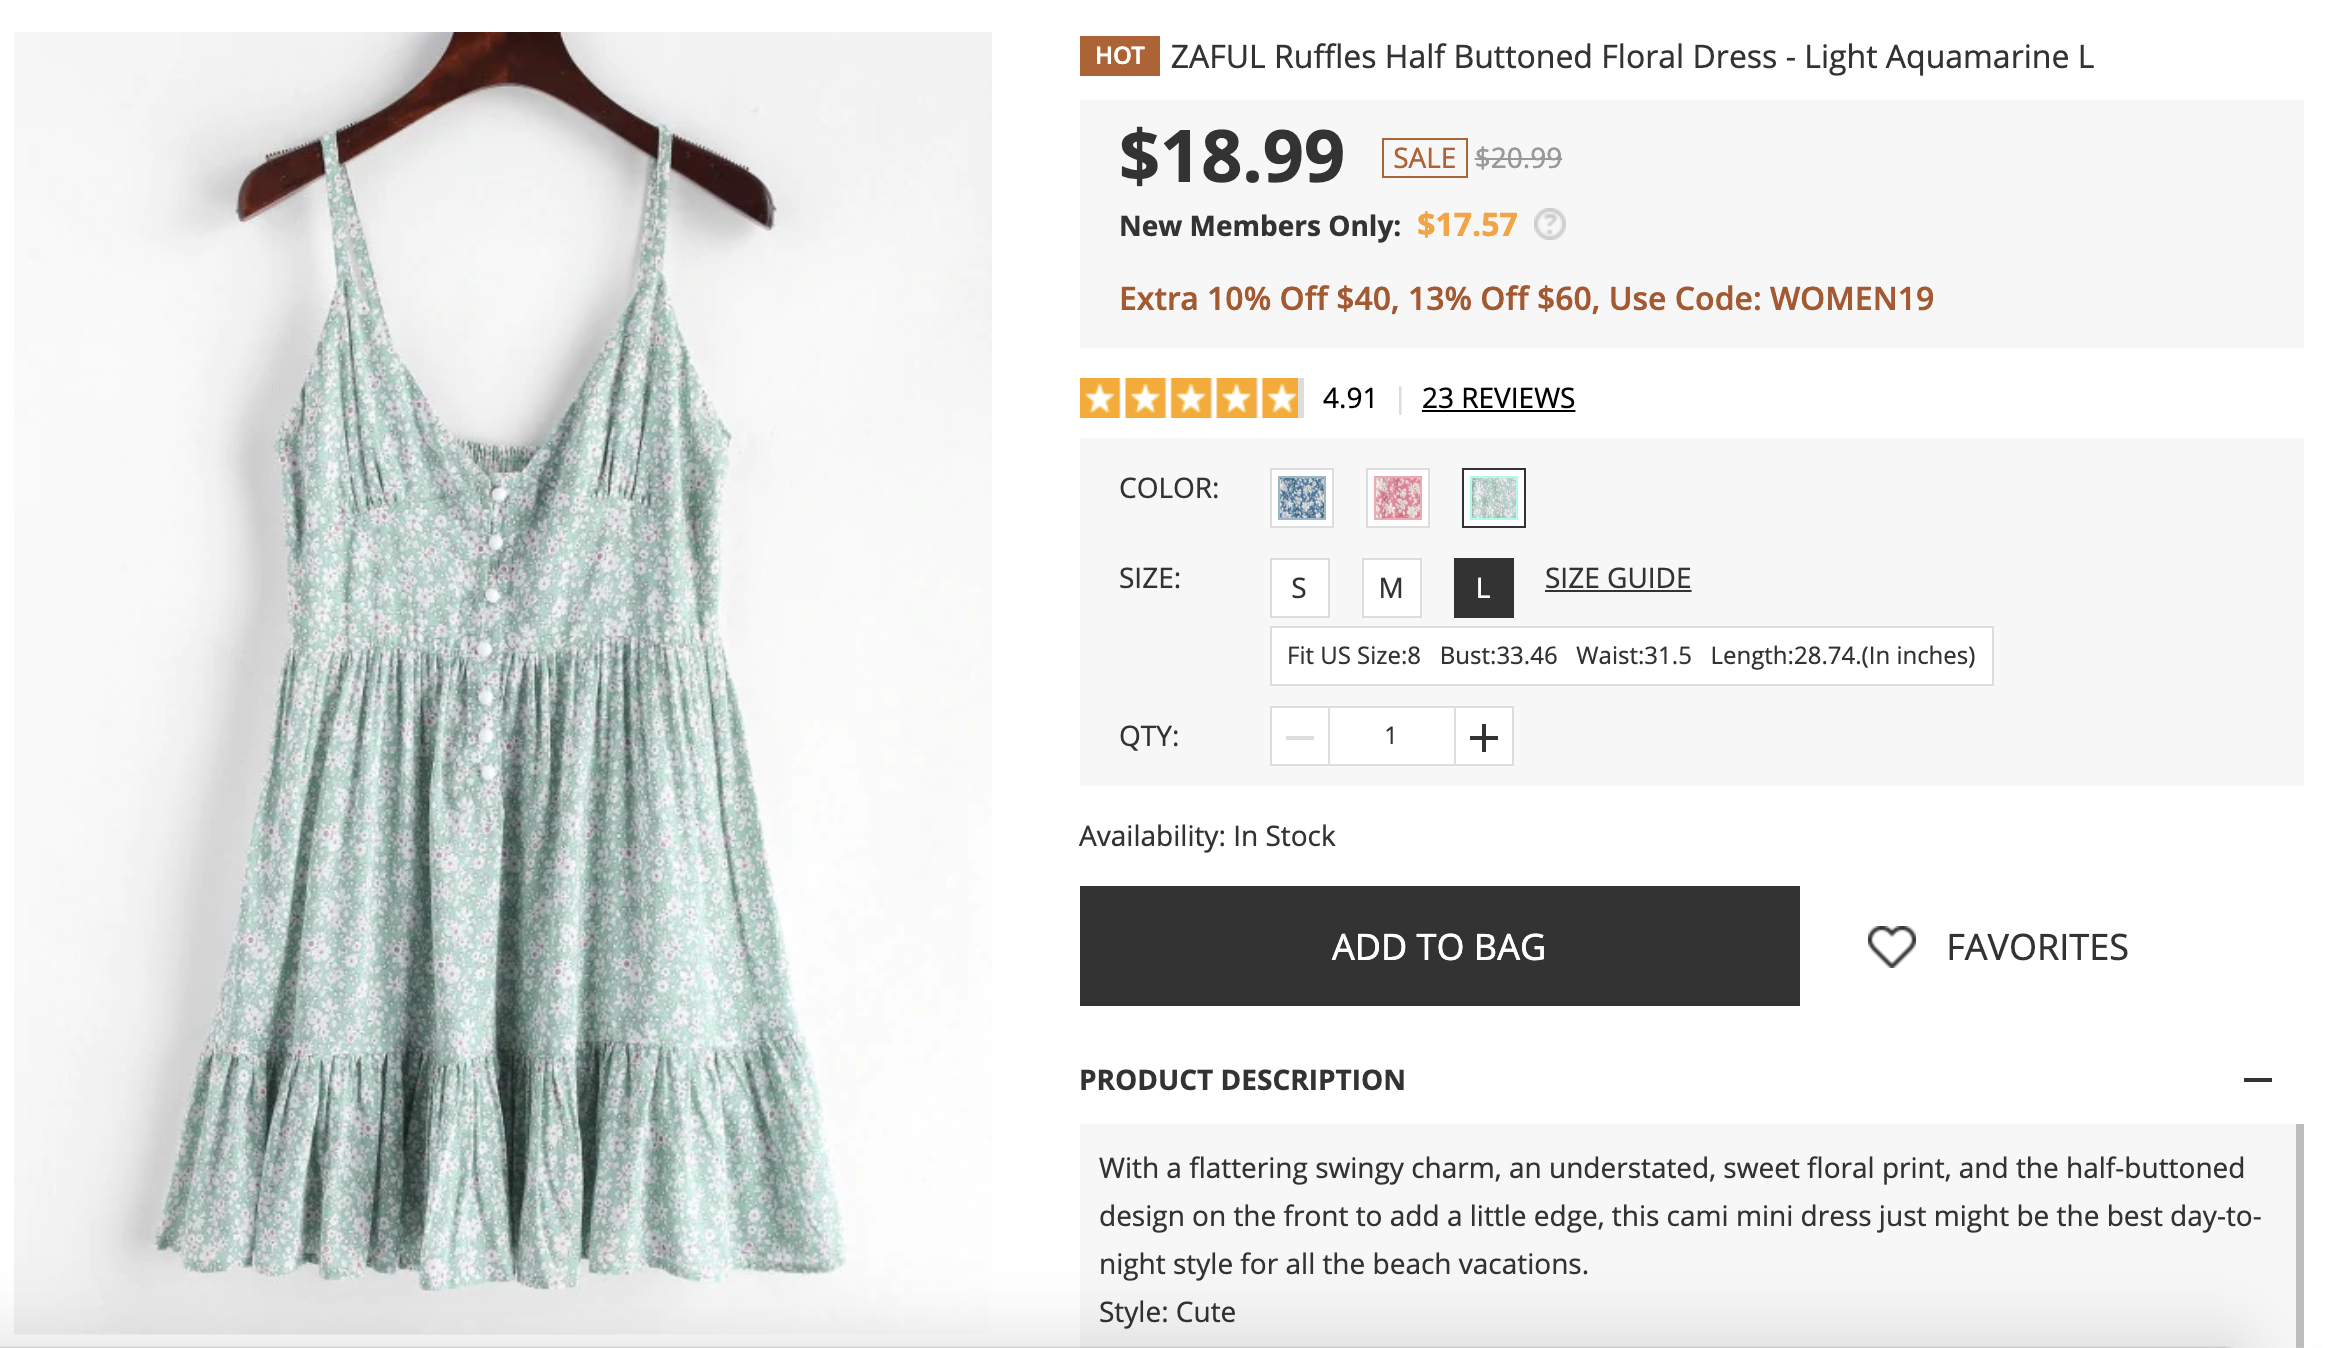 HOT ZAFUL Ruffles Half Buttoned Floral Dress - Light Aquamarine L
$18.99 SALE $20.99
New Members Only: $17.57 ?
Extra 10% Off $40, 13% Off $60, Use Code: WOMEN19
4.91 | 23 REVIEWS
COLOR:
SIZE: S M L SIZE GUIDE
Fit US Size:8 Bust:33.46 Waist:31.5 Length:28.74.(In inches)
QTY: — 1 +
Availability: In Stock
ADD TO BAG FAVORITES
PRODUCT DESCRIPTION —
With a flattering swingy charm, an understated, sweet floral print, and the half-buttoned
design on the front to add a little edge, this cami mini dress just might be the best day-to-
night style for all the beach vacations.
Style: Cute